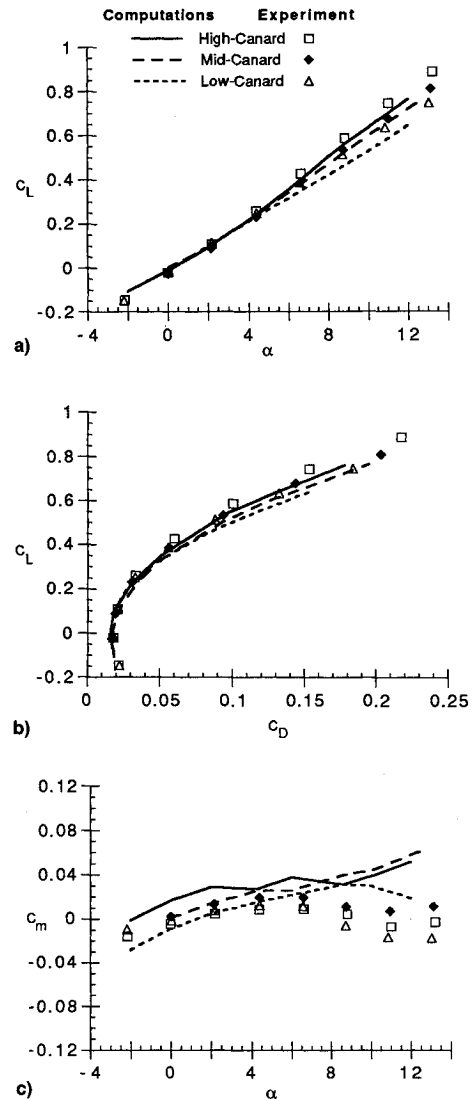 Computations Experiment
High-Canard
Mid-Canard
Low-Canard
1
0.8
0.6
C_L
0.4
0.2
0
-0.2
-4 0 4 8 12
α
a)
1
0.8
0.6
C_L
0.4
0.2
0
-0.2
0 0.05 0.1 0.15 0.2 0.25
C_D
b)
0.12
0.08
0.04
C_m
0
-0.04
-0.08
-0.12
-4 0 4 8 12
α
c)